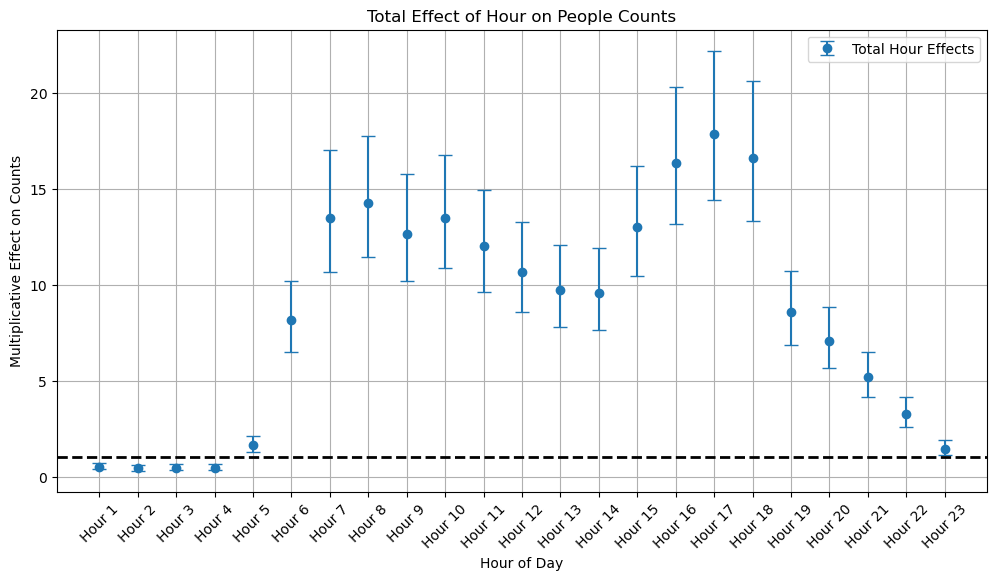 Total Effect of Hour on People Counts
Total Hour Effects
Multiplicative Effect on Counts
20
15
10
5
0
Hour 1
Hour 2
Hour 3
Hour 4
Hour 5
Hour 6
Hour 7
Hour 8
Hour 9
Hour 10
Hour 11
Hour 12
Hour 13
Hour 14
Hour 15
Hour 16
Hour 17
Hour 18
Hour 19
Hour 20
Hour 21
Hour 22
Hour 23
Hour of Day